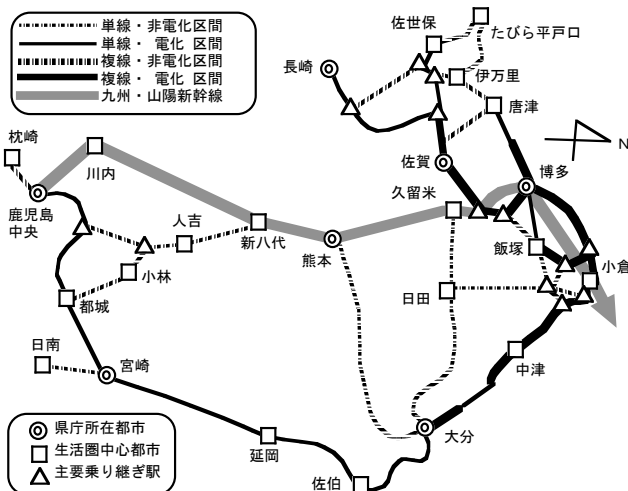 単線・非電化区間
単線・ 電化 区間
複線・非電化区間
複線・ 電化 区間
九州・山陽新幹線
佐世保
たびら平戸口
長崎
伊万里
唐津
枕崎
N
佐賀
博多
川内
久留米
鹿児島
中央
人吉
新八代
熊本
飯塚
小倉
小林
日田
都城
日南
宮崎
中津
県庁所在都市
生活圏中心都市
主要乗り継ぎ駅
大分
延岡
佐伯